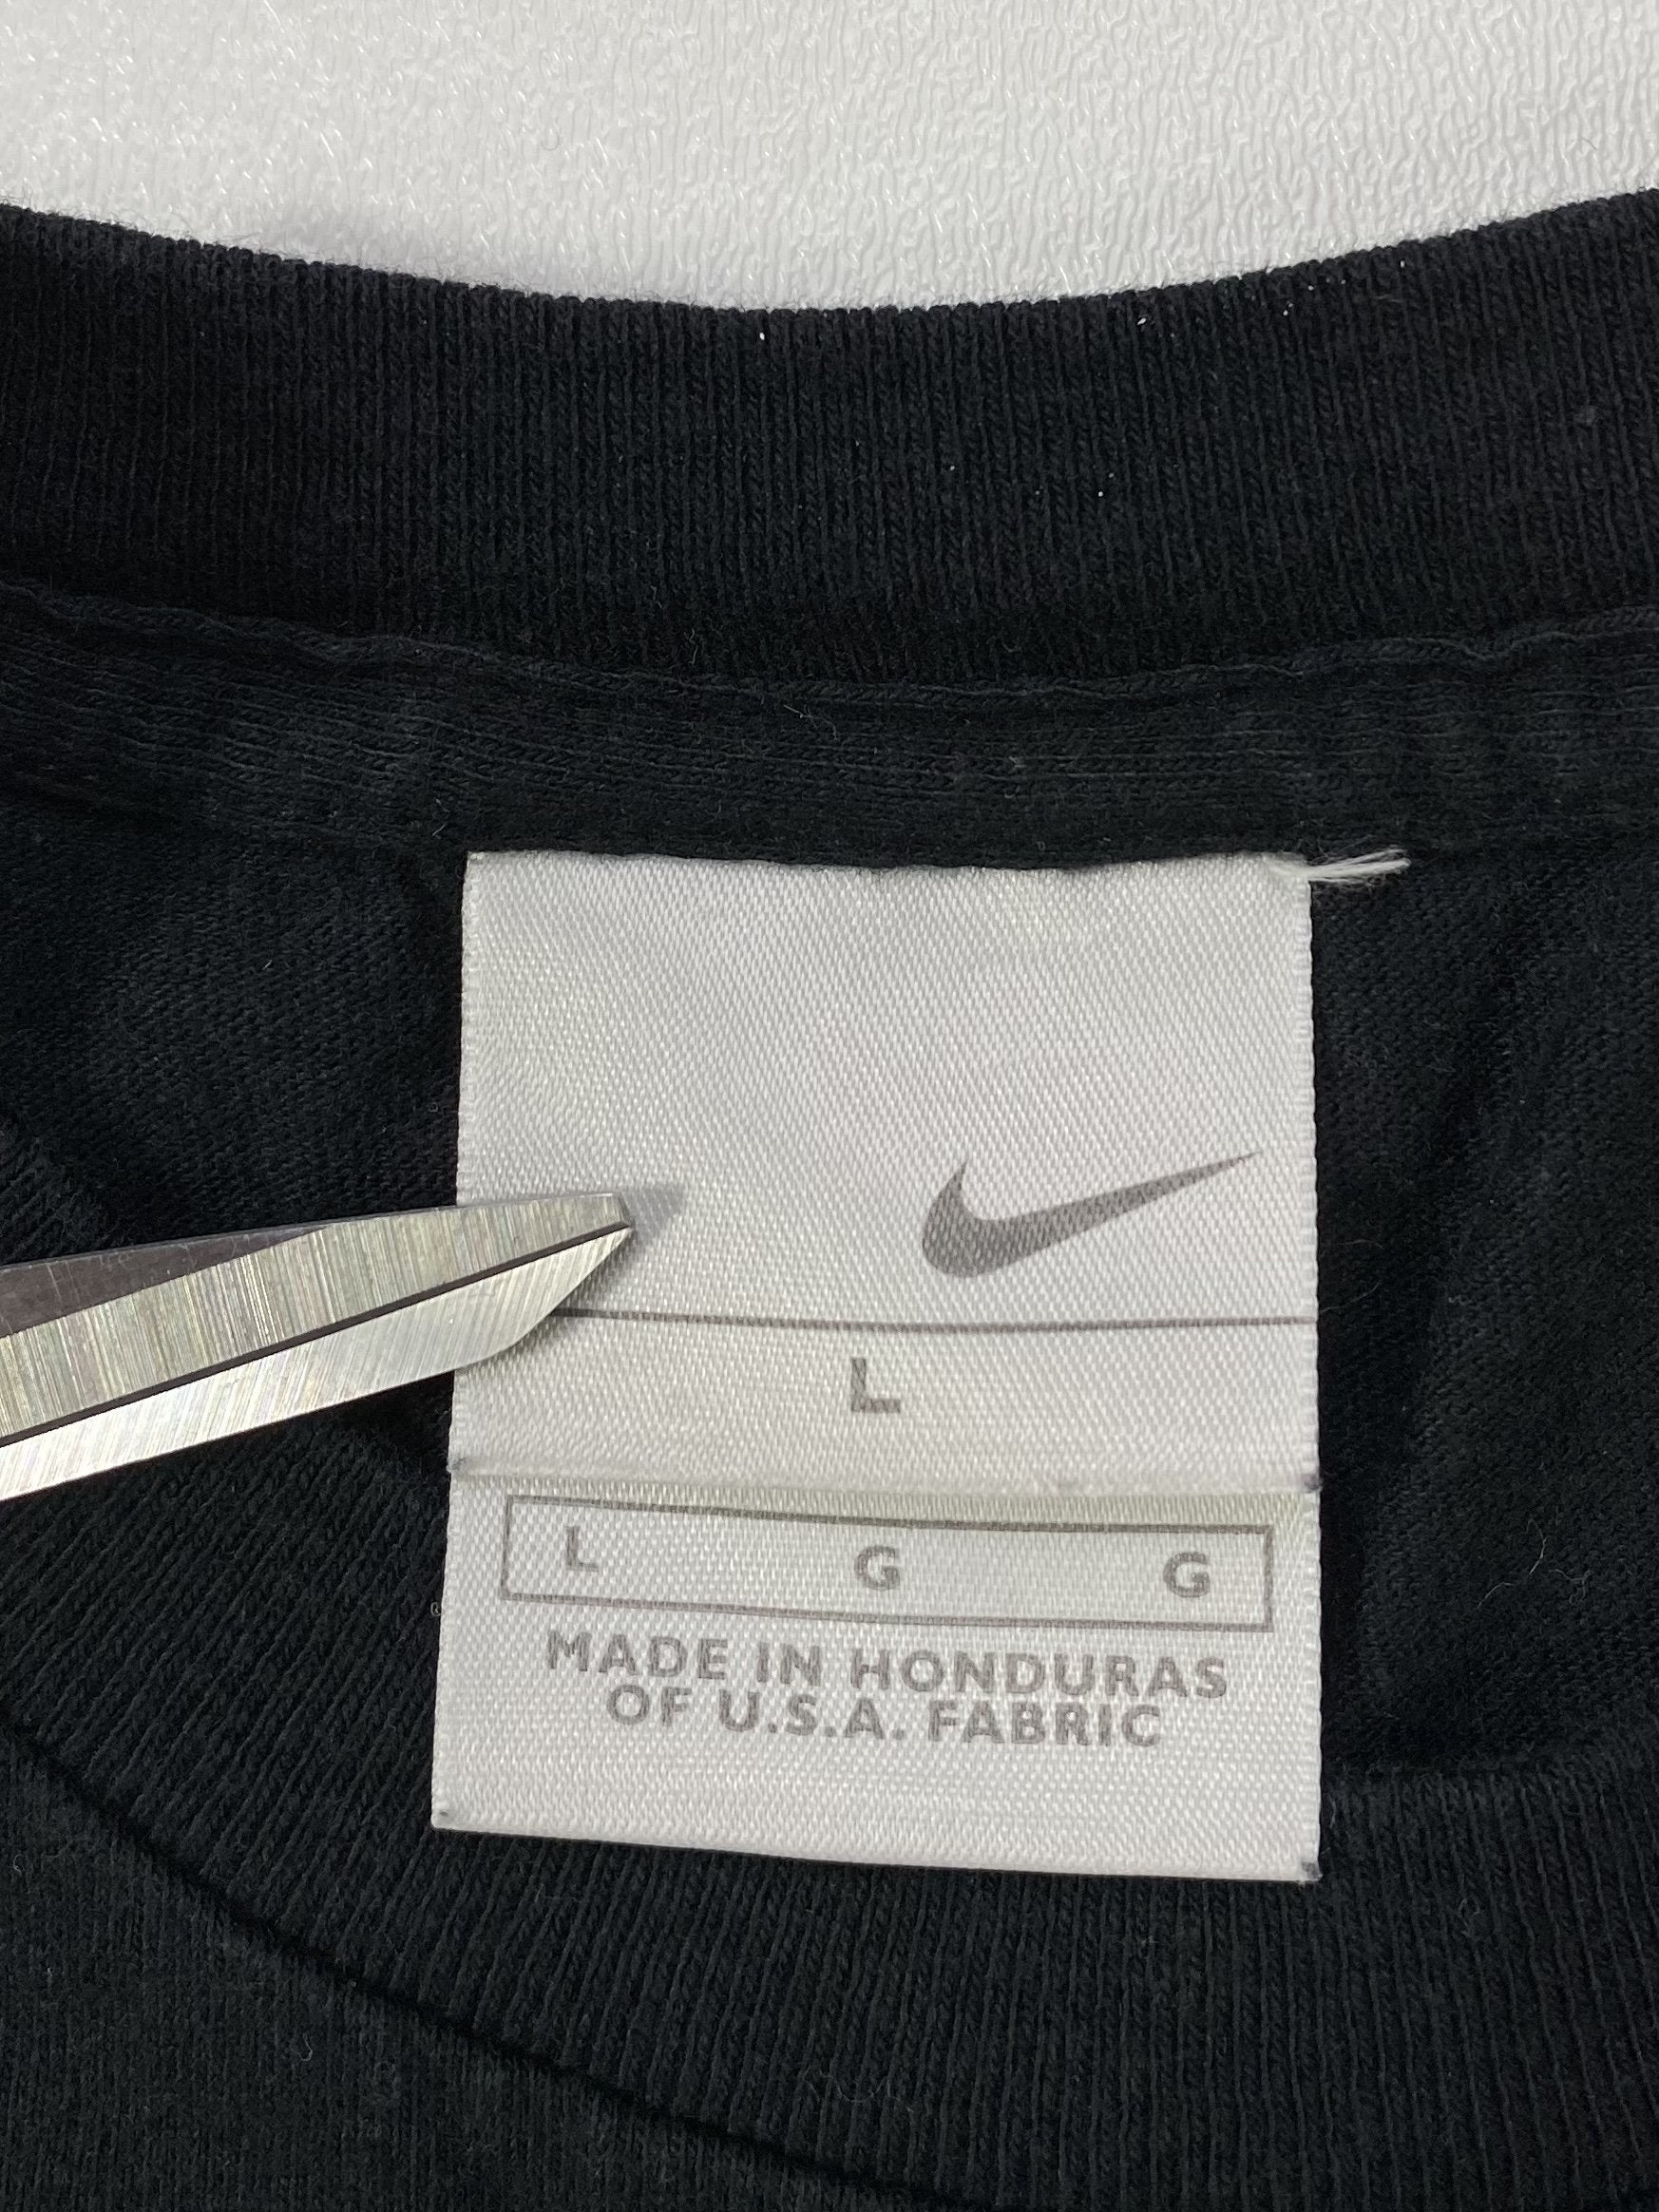 L
L G G
MADE IN HONDURAS
OF U.S.A. FABRIC